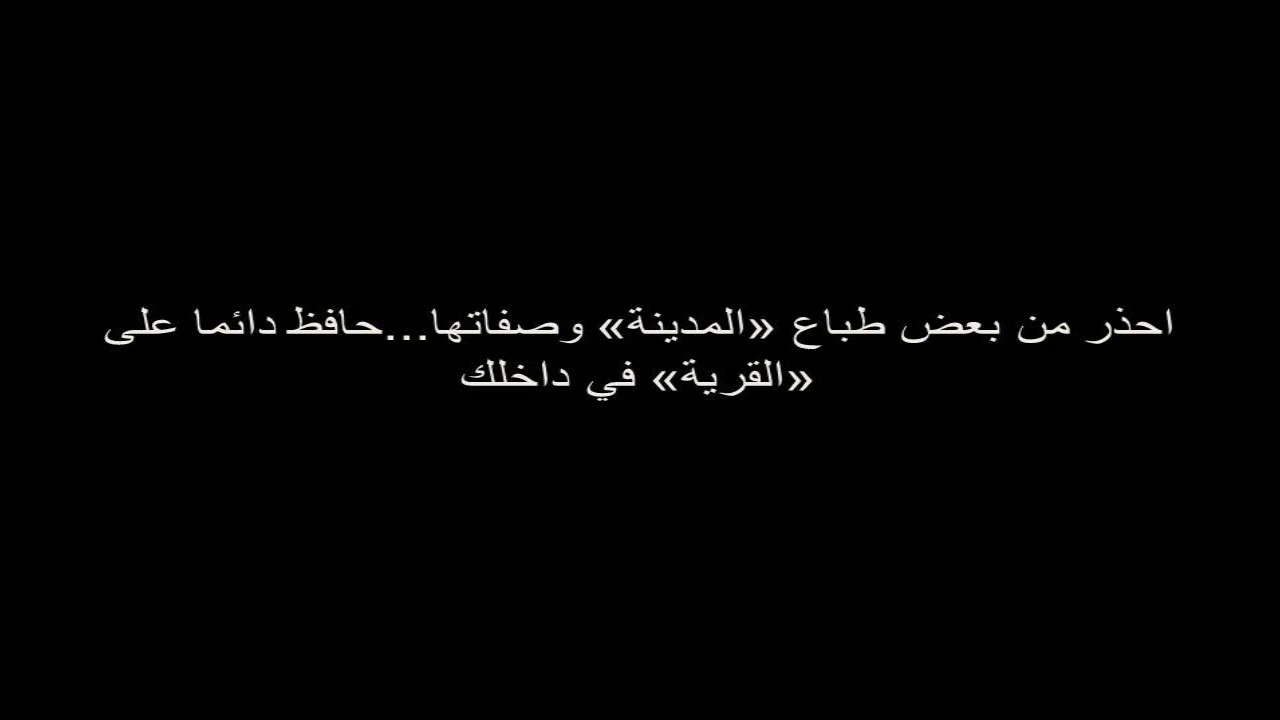 احذر من بعض طباع «المدينة» وصفاتها...حافظ دائما على
«القرية» في داخلك